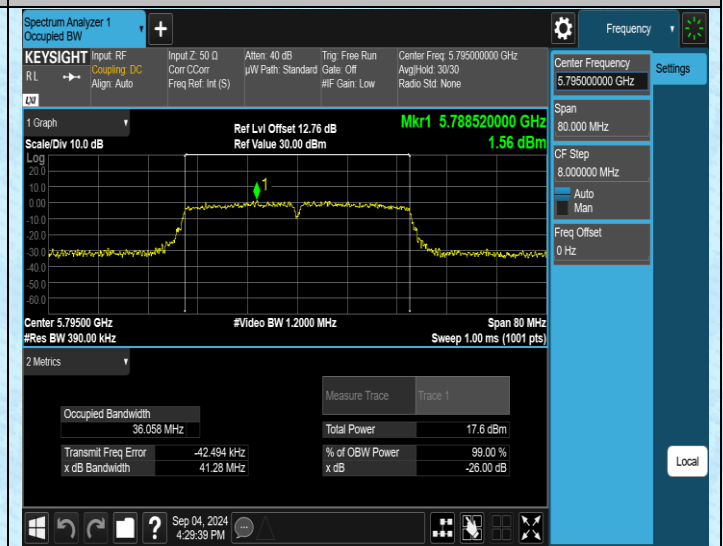 Spectrum Analyzer 1
Occupied BW
+
Frequency
KEYSIGHT
RL
LXI
Input: RF
Coupling: DC
Align: Auto
Input Z: 50 Ω
Corr CCorr
Freq Ref: Int (S)
Atten: 40 dB
µW Path: Standard
Trig: Free Run
Gate: Off
#IF Gain: Low
Center Freq: 5.795000000 GHz
Avg|Hold: 30/30
Radio Std: None
Center Frequency
5.795000000 GHz
Settings
Span
80.000 MHz
CF Step
8.000000 MHz
Auto
Man
Freq Offset
0 Hz
Local
1 Graph
Scale/Div 10.0 dB
Ref Lvl Offset 12.76 dB
Ref Value 30.00 dBm
Mkr1 5.788520000 GHz
1.56 dBm
Log
20.0
10.0
0.00
-10.0
-20.0
-30.0
-40.0
-50.0
-60.0
1
Center 5.79500 GHz
#Res BW 390.00 kHz
#Video BW 1.2000 MHz
Span 80 MHz
Sweep 1.00 ms (1001 pts)
2 Metrics
Measure Trace Trace 1
Occupied Bandwidth
36.058 MHz
Total Power 17.6 dBm
Transmit Freq Error -42.494 kHz
% of OBW Power 99.00 %
x dB Bandwidth 41.28 MHz
x dB -26.00 dB
?
Sep 04, 2024
4:29:39 PM